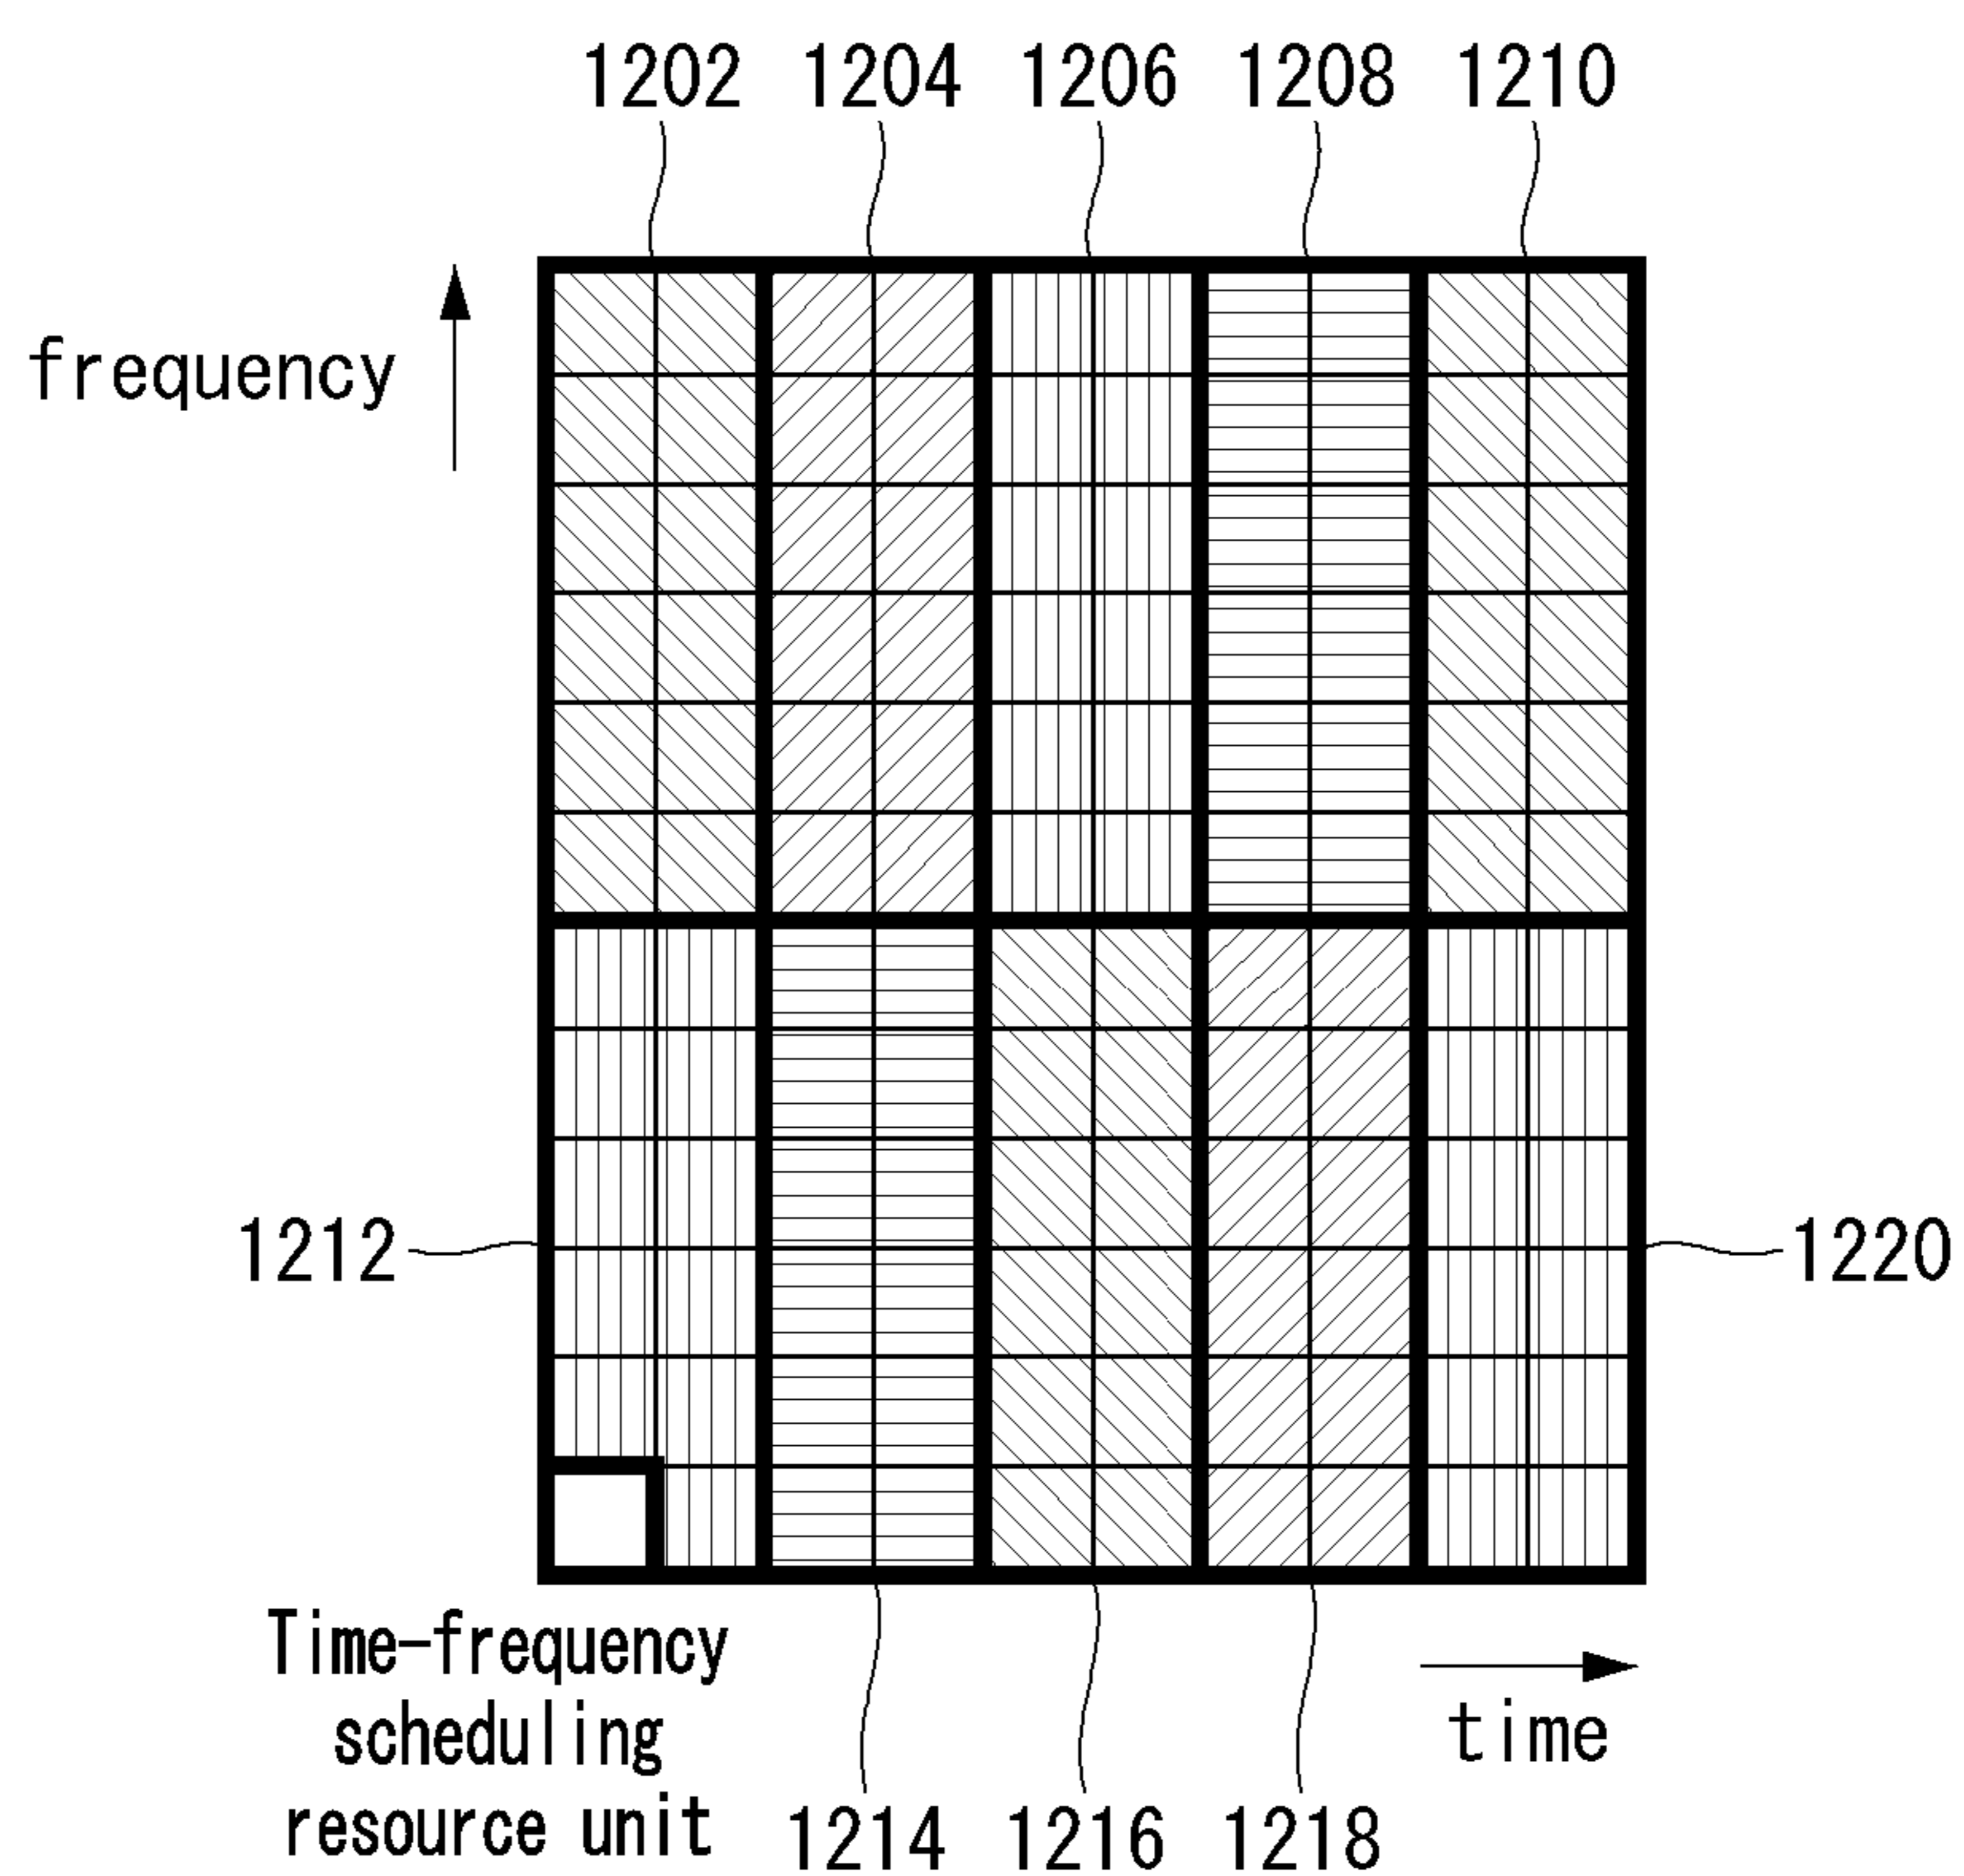 1202 1204 1206 1208 1210
frequency
1212
1220
Time-frequency
scheduling
resource unit
time
1214 1216 1218